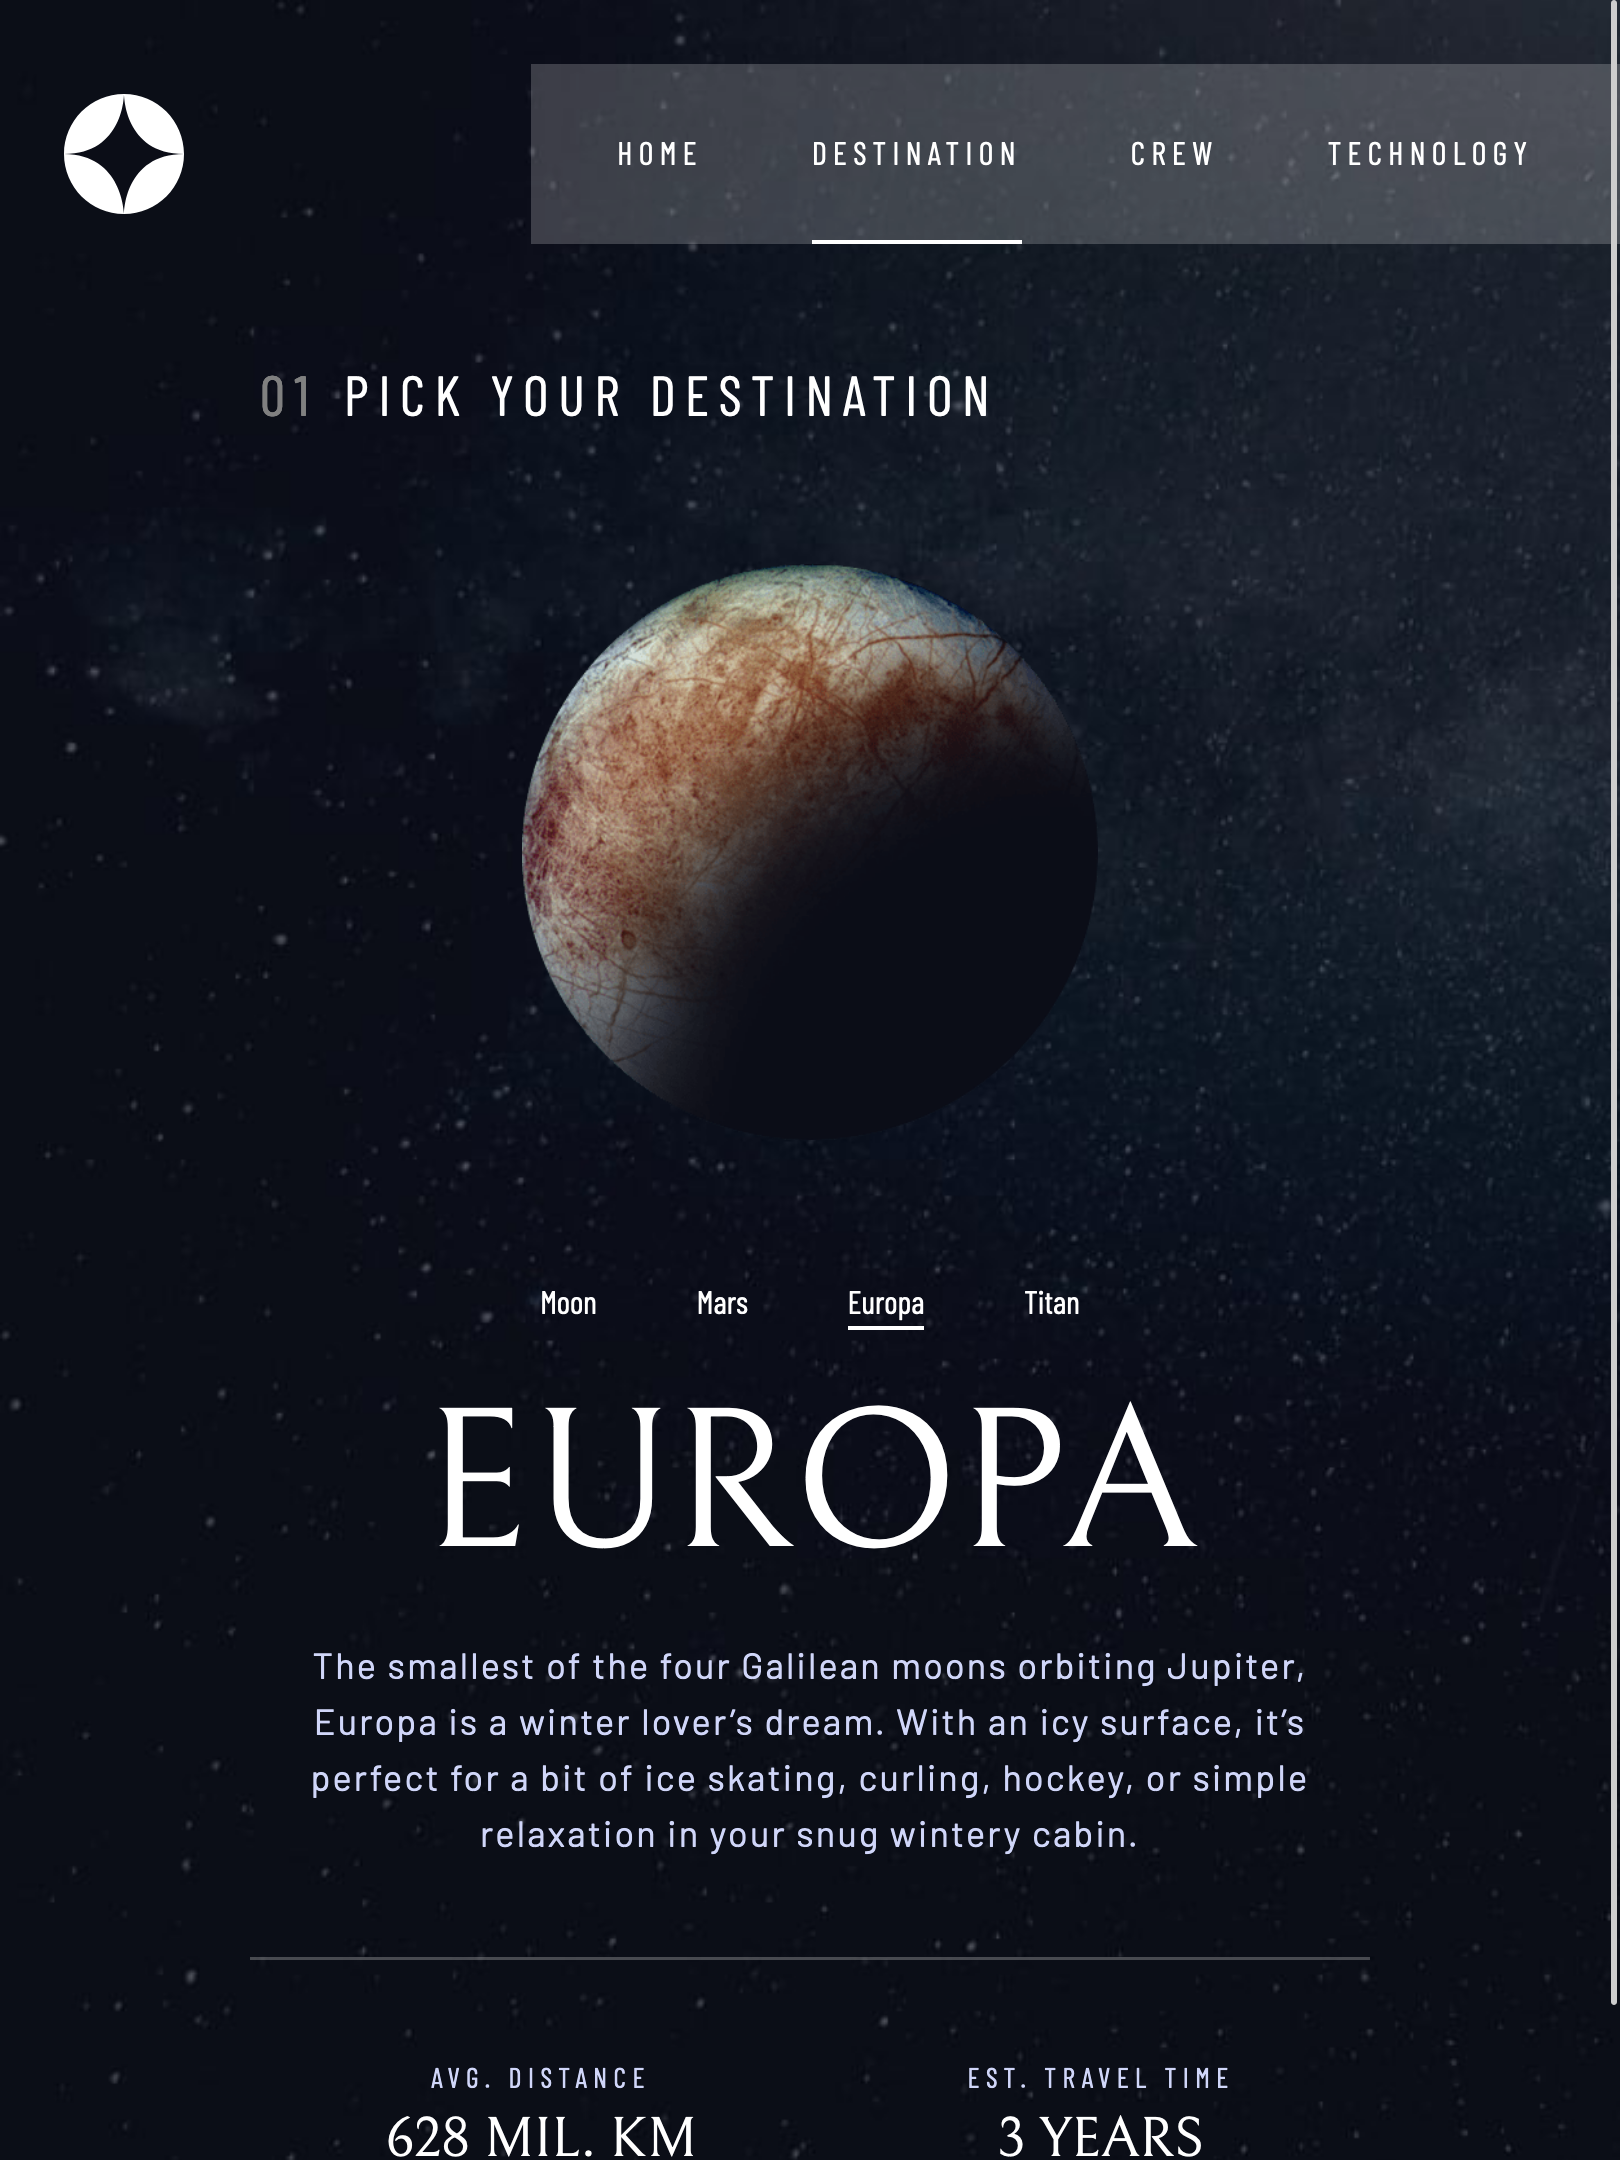 HOME DESTINATION CREW TECHNOLOGY
01 PICK YOUR DESTINATION
Moon Mars Europa Titan
EUROPA
The smallest of the four Galilean moons orbiting Jupiter,
Europa is a winter lover’s dream. With an icy surface, it’s
perfect for a bit of ice skating, curling, hockey, or simple
relaxation in your snug wintery cabin.
AVG. DISTANCE EST. TRAVEL TIME
628 MIL. KM 3 YEARS